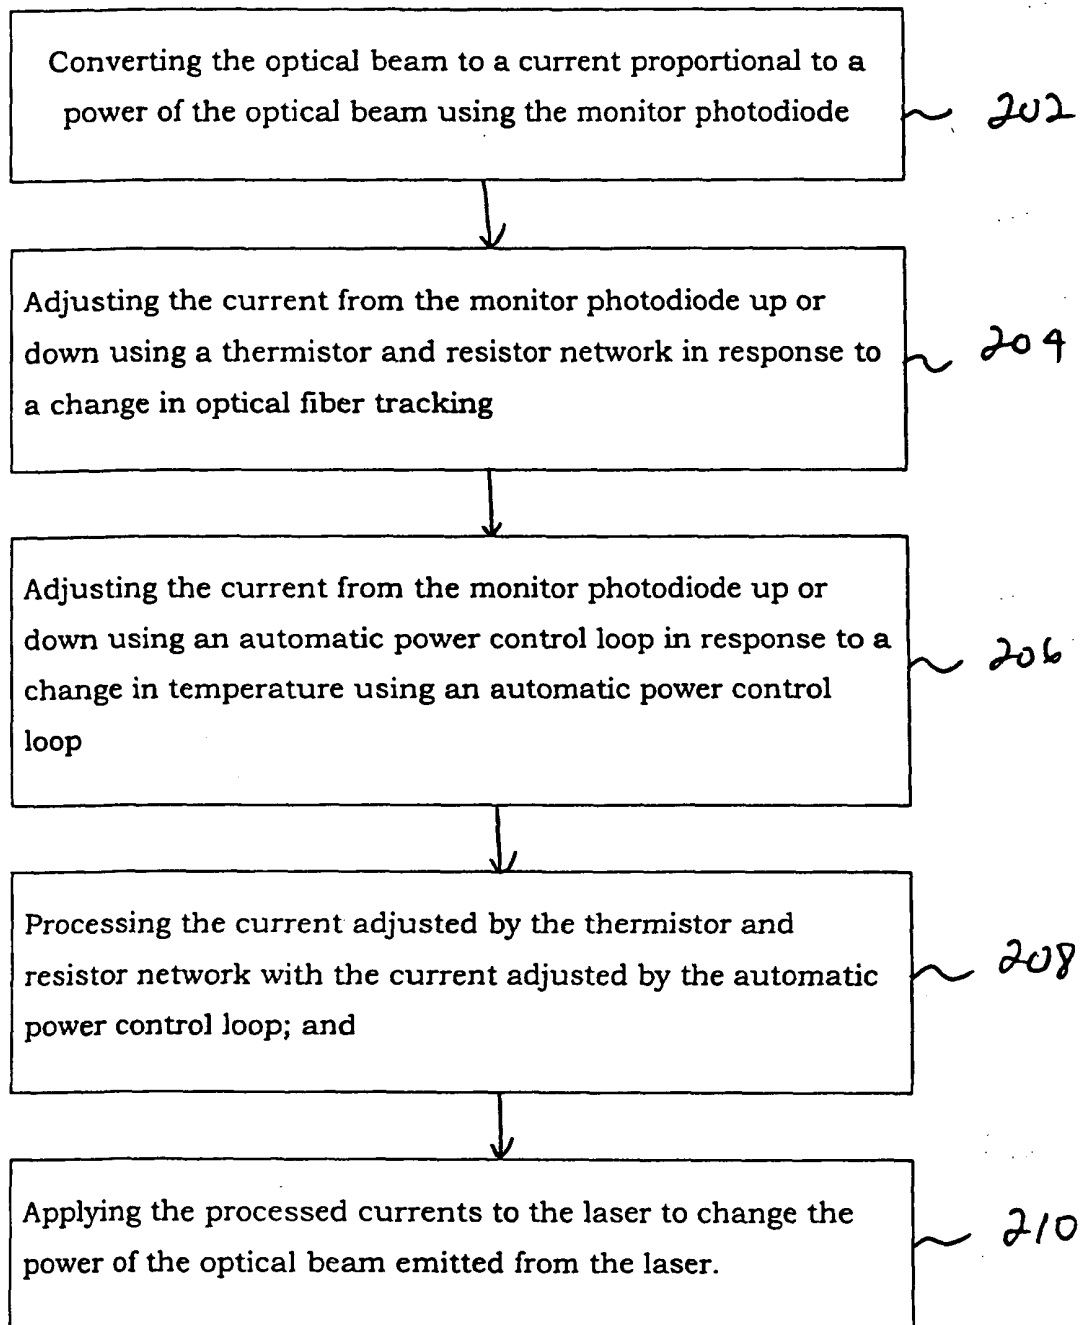 Converting the optical beam to a current proportional to a
power of the optical beam using the monitor photodiode
202
Adjusting the current from the monitor photodiode up or
down using a thermistor and resistor network in response to
a change in optical fiber tracking
204
Adjusting the current from the monitor photodiode up or
down using an automatic power control loop in response to a
change in temperature using an automatic power control
loop
206
Processing the current adjusted by the thermistor and
resistor network with the current adjusted by the automatic
power control loop; and
208
Applying the processed currents to the laser to change the
power of the optical beam emitted from the laser.
210